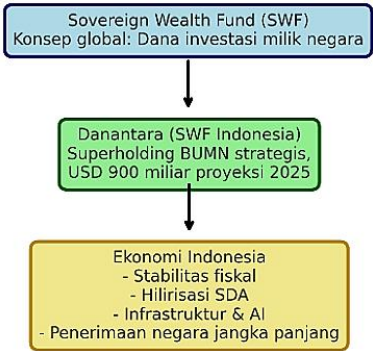 Sovereign Wealth Fund (SWF)
Konsep global: Dana investasi milik negara
Danantara (SWF Indonesia)
Superholding BUMN strategis,
USD 900 miliar proyeksi 2025
Ekonomi Indonesia
- Stabilitas fiskal
- Hilirisasi SDA
- Infrastruktur & AI
- Penerimaan negara jangka panjang